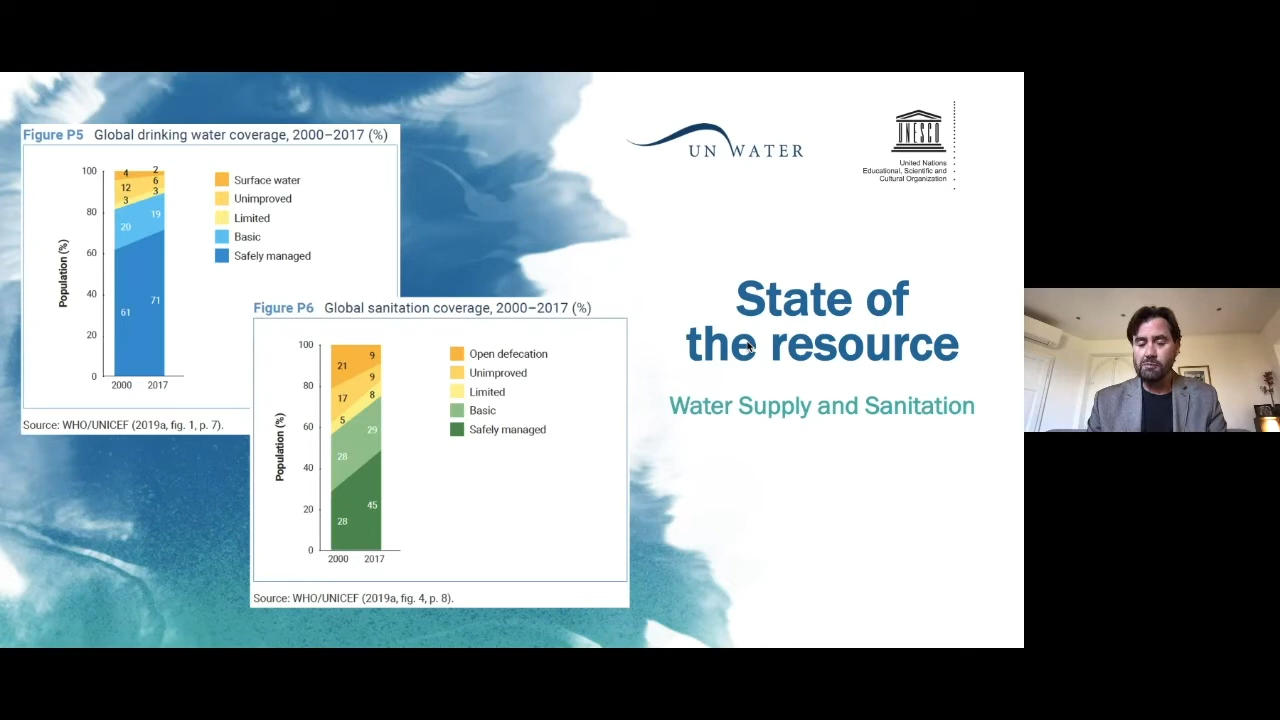 Figure P5 Global drinking water coverage, 2000–2017 (%)
Population (%)
100
80
60
40
20
0
4
12
3
20
61
2
6
3
19
71
2000 2017
Surface water
Unimproved
Limited
Basic
Safely managed
Source: WHO/UNICEF (2019a, fig. 1, p. 7).
Figure P6 Global sanitation coverage, 2000–2017 (%)
Population (%)
100
80
60
40
20
0
21
17
5
28
28
9
9
8
29
45
2000 2017
Open defecation
Unimproved
Limited
Basic
Safely managed
Source: WHO/UNICEF (2019a, fig. 4, p. 8).
UN WATER
UNESCO
United Nations
Educational, Scientific and
Cultural Organization
State of
the resource
Water Supply and Sanitation